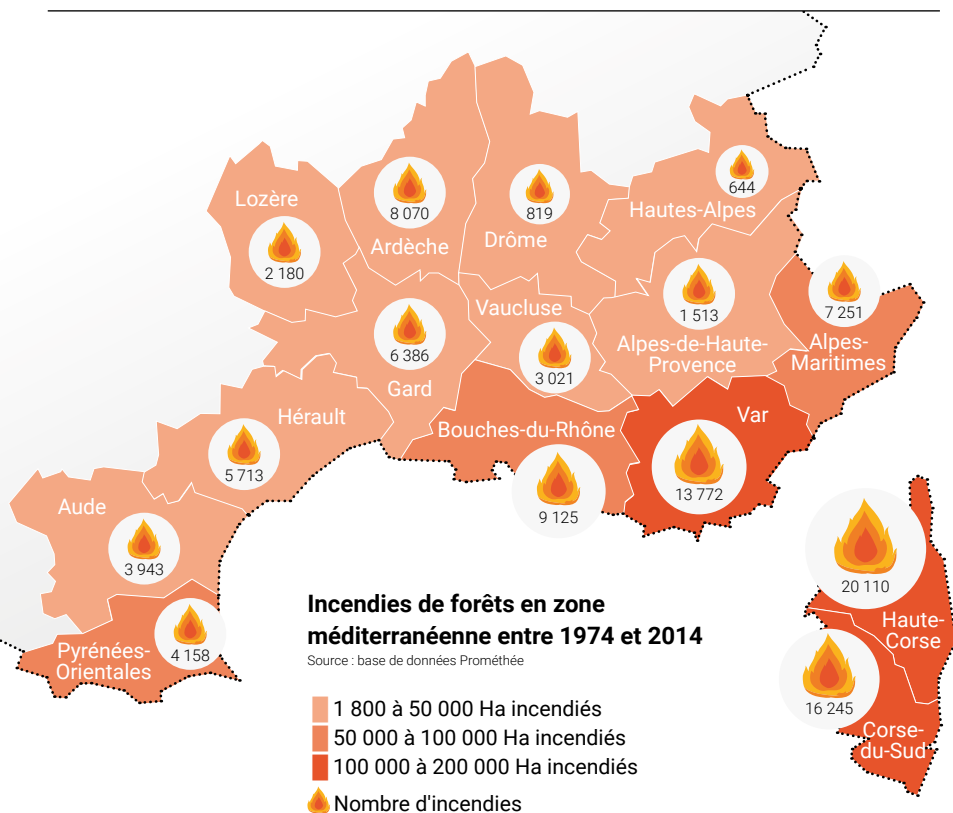 644
Hautes-Alpes
Lozère
2 180
8 070
Ardèche
819
Drôme
Vaucluse
3 021
1 513
Alpes-de-Haute-
Provence
7 251
Alpes-
Maritimes
6 386
Gard
Hérault
5 713
Bouches-du-Rhône
9 125
Var
13 772
Aude
3 943
Pyrénées-
Orientales
4 158
20 110
Haute-
Corse
16 245
Corse-
du-Sud
Incendies de forêts en zone
méditerranéenne entre 1974 et 2014
Source : base de données Prométhée
1 800 à 50 000 Ha incendiés
50 000 à 100 000 Ha incendiés
100 000 à 200 000 Ha incendiés
Nombre d'incendies